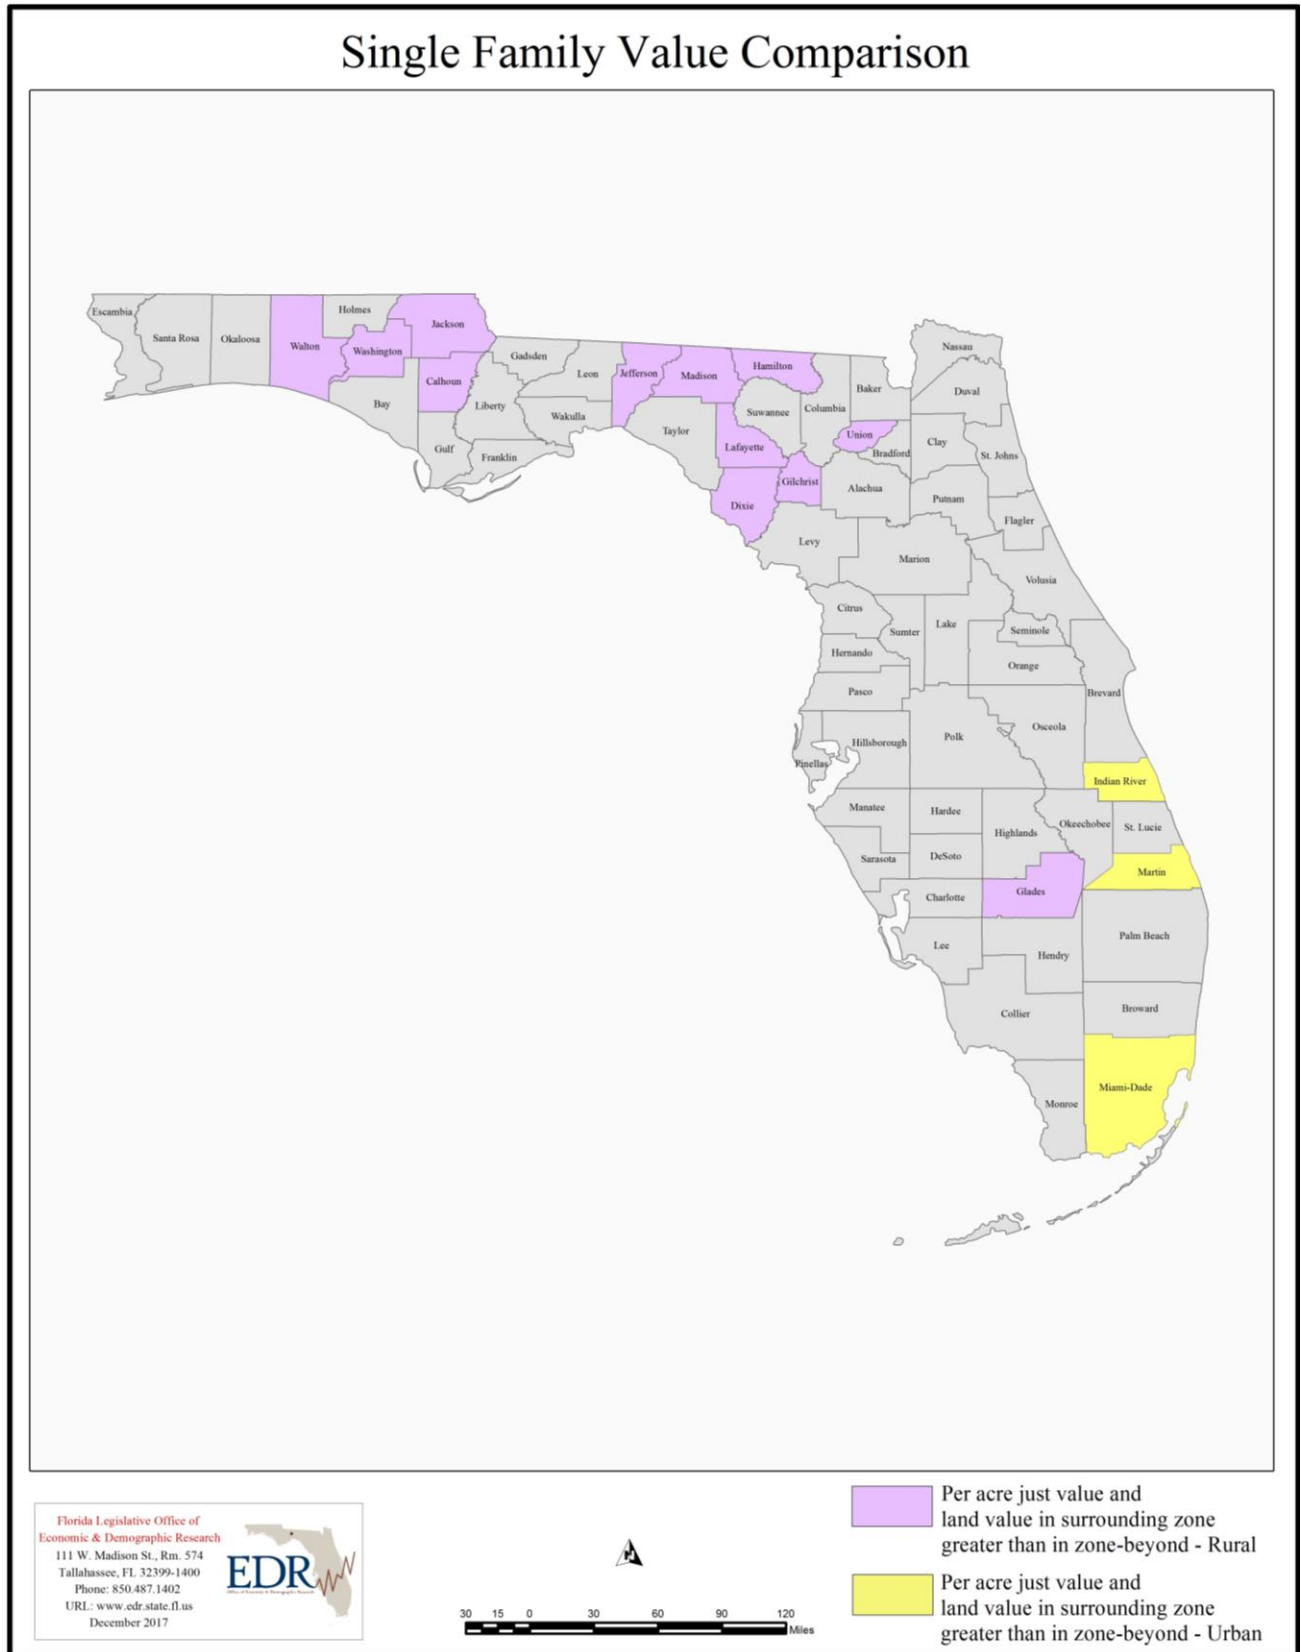 Single Family Value Comparison
Escambia
Santa Rosa
Okaloosa
Walton
Holmes
Washington
Jackson
Calhoun
Bay
Gulf
Liberty
Franklin
Gadsden
Leon
Wakulla
Jefferson
Madison
Hamilton
Taylor
Suwannee
Lafayette
Dixie
Gilchrist
Columbia
Baker
Union
Bradford
Nassau
Duval
Clay
St. Johns
Alachua
Putnam
Flagler
Levy
Marion
Volusia
Citrus
Sumter
Lake
Seminole
Hernando
Orange
Pasco
Brevard
Osceola
Polk
Hillsborough
Pinellas
Indian River
Manatee
Hardee
Highlands
Okeechobee
St. Lucie
Sarasota
DeSoto
Martin
Glades
Charlotte
Lee
Hendry
Palm Beach
Collier
Broward
Miami-Dade
Monroe
Florida Legislative Office of
Economic & Demographic Research
111 W. Madison St., Rm. 574
Tallahassee, FL 32399-1400
Phone: 850.487.1402
URL: www.edr.state.fl.us
December 2017
EDR
Office of Economic & Demographic Research
N
30 15 0 30 60 90 120
Miles
Per acre just value and
land value in surrounding zone
greater than in zone-beyond - Rural
Per acre just value and
land value in surrounding zone
greater than in zone-beyond - Urban